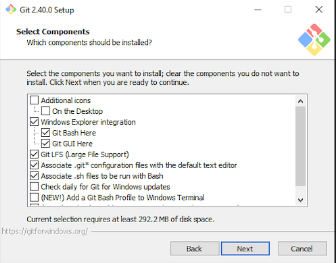 Git 2.40.0 Setup
Select Components
Which components should be installed?
Select the components you want to install; clear the components you do not want to
install. Click Next when you are ready to continue.
Additional icons
On the Desktop
Windows Explorer integration
Git Bash Here
Git GUI Here
Git LFS (Large File Support)
Associate .git* configuration files with the default text editor
Associate .sh files to be run with Bash
Check daily for Git for Windows updates
(NEW!) Add a Git Bash Profile to Windows Terminal
Current selection requires at least 292.2 MB of disk space.
https://gitforwindows.org/
Back
Next
Cancel